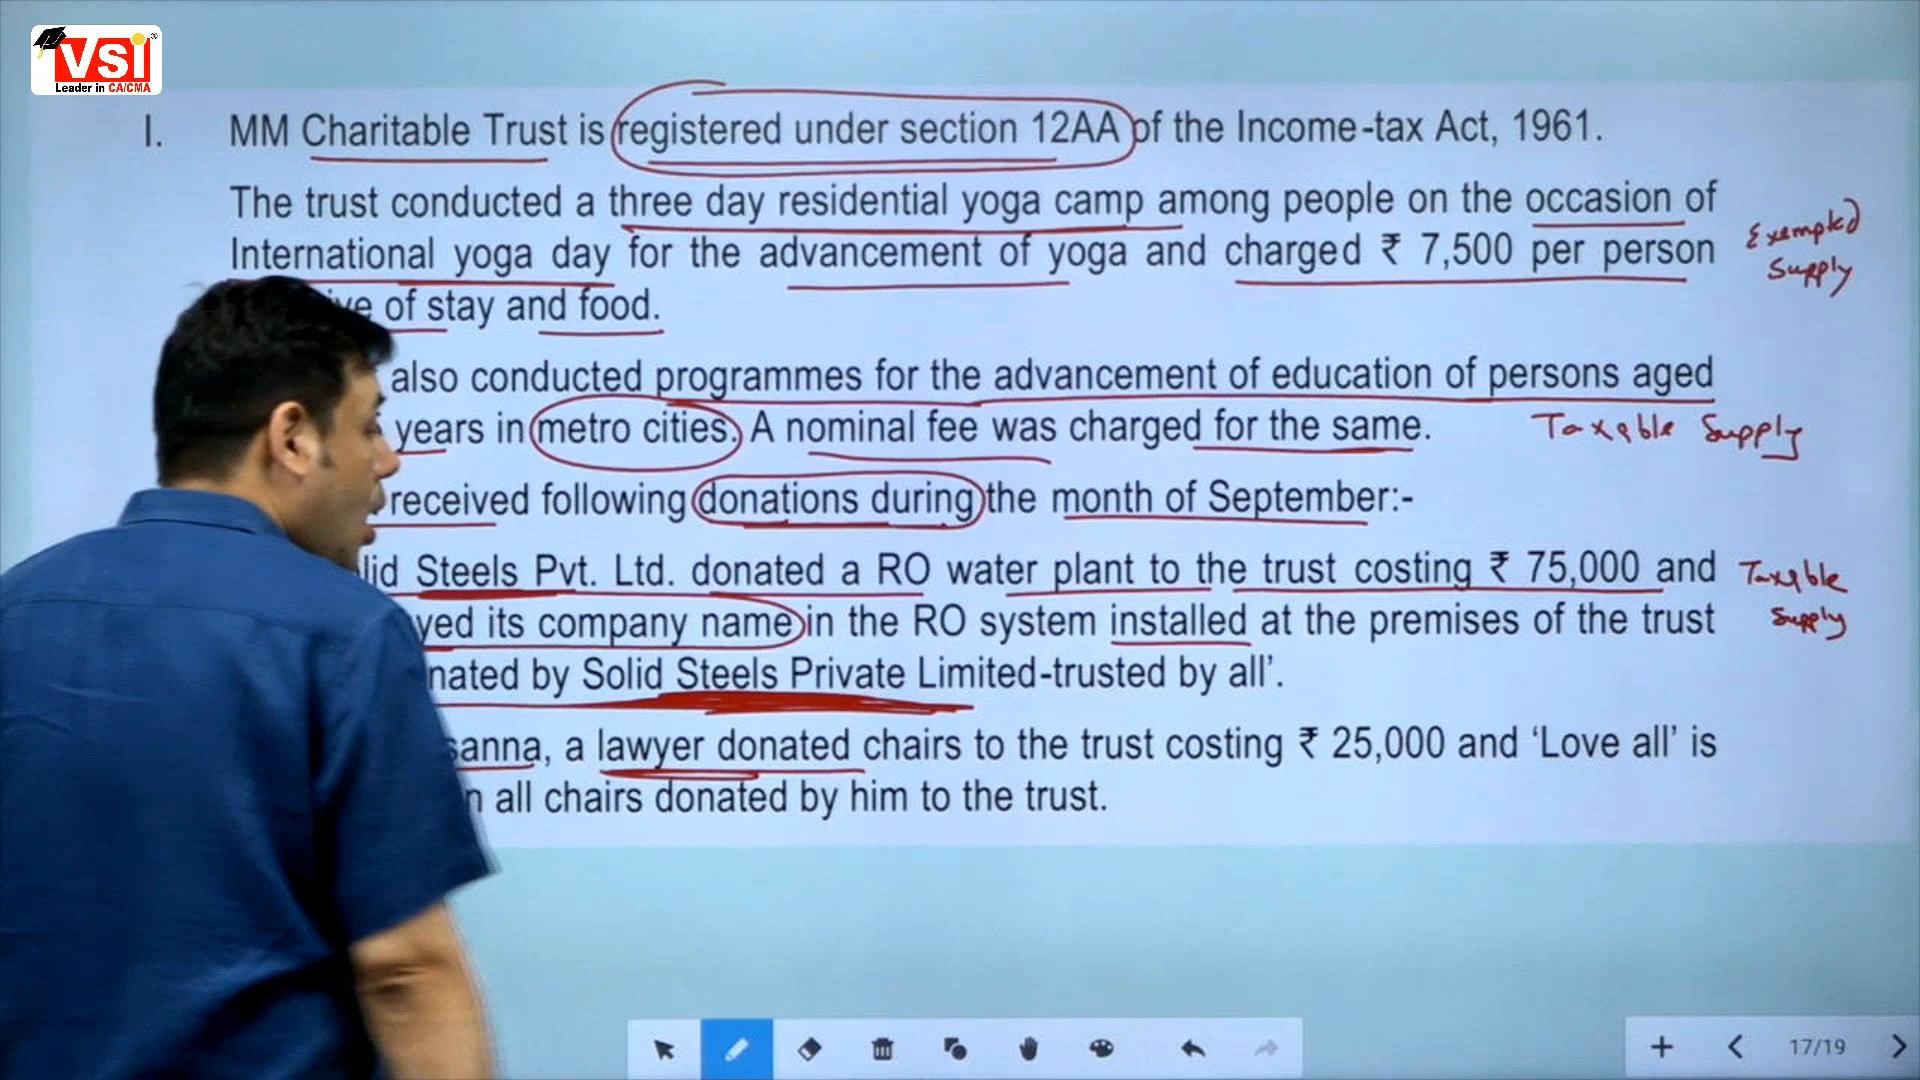 VSI
Leader in CA/CMA
I. MM Charitable Trust is registered under section 12AA of the Income-tax Act, 1961.
The trust conducted a three day residential yoga camp among people on the occasion of
International yoga day for the advancement of yoga and charged ₹ 7,500 per person
Exempted
Supply
of stay and food.
also conducted programmes for the advancement of education of persons aged
years in metro cities. A nominal fee was charged for the same.
Taxable Supply
received following donations during the month of September:-
Steels Pvt. Ltd. donated a RO water plant to the trust costing ₹ 75,000 and
Taxable
its company name in the RO system installed at the premises of the trust
Supply
by Solid Steels Private Limited-trusted by all’.
a lawyer donated chairs to the trust costing ₹ 25,000 and ‘Love all’ is
all chairs donated by him to the trust.
17/19